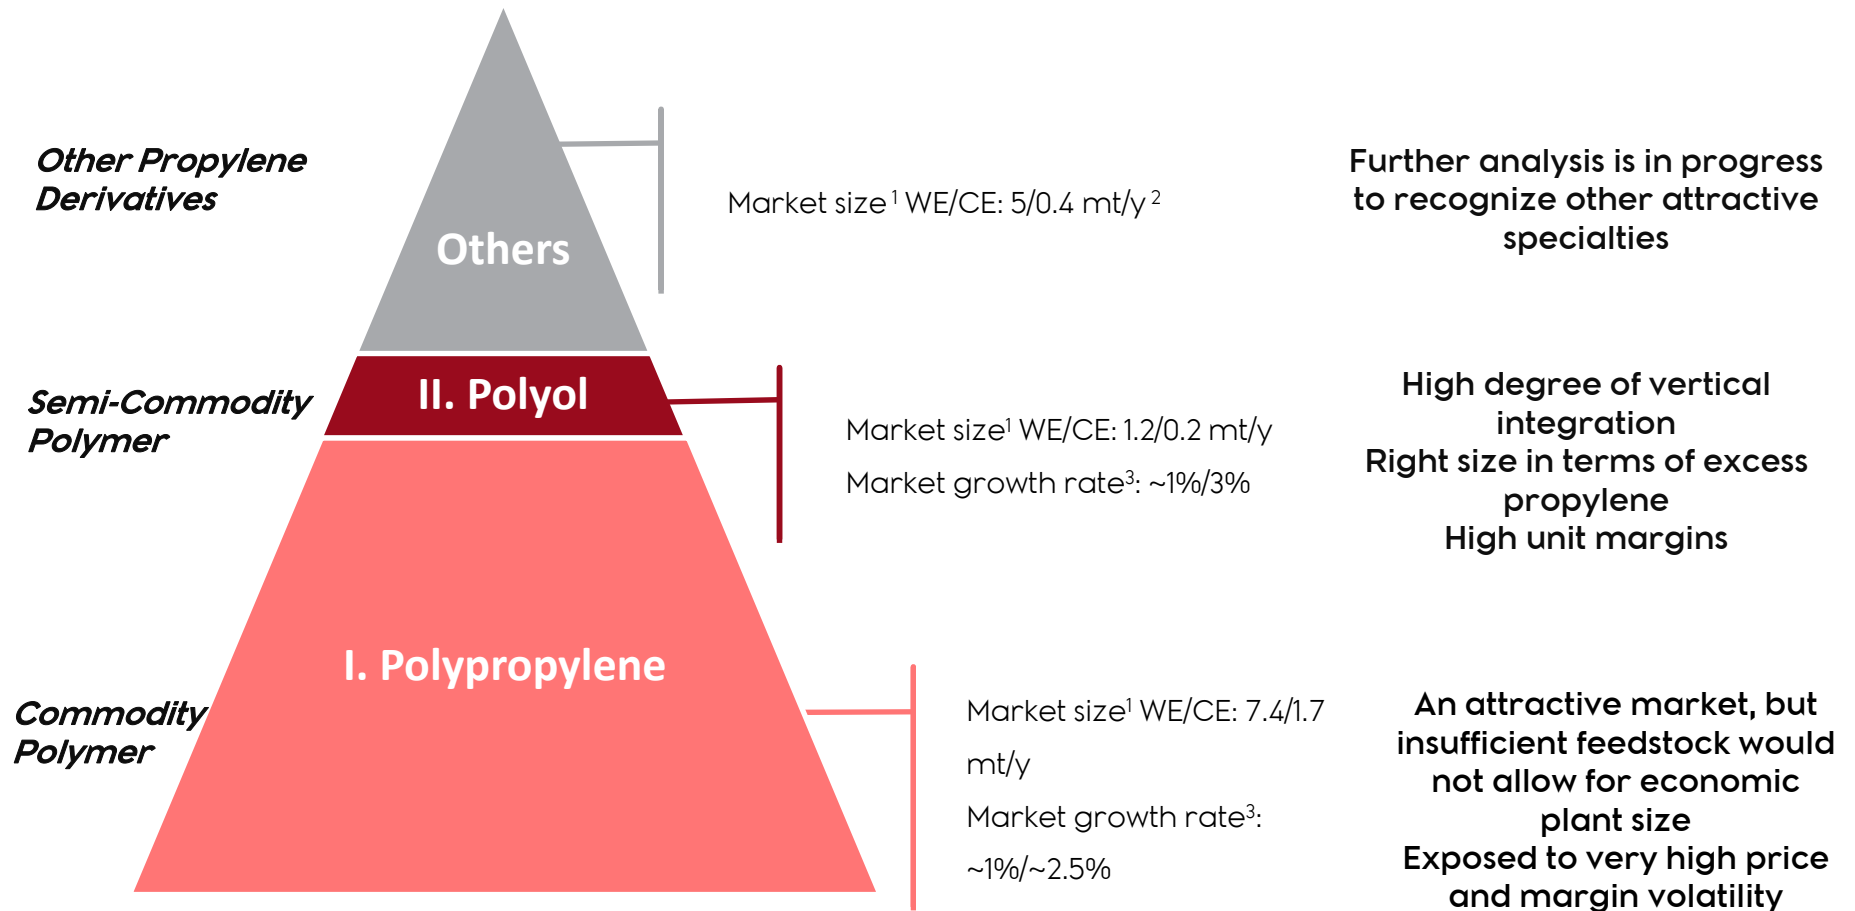 Other Propylene
Derivatives
Others
Market size¹ WE/CE: 5/0.4 mt/y²
Further analysis is in progress
to recognize other attractive
specialties
Semi-Commodity
Polymer
II. Polyol
Market size¹ WE/CE: 1.2/0.2 mt/y
Market growth rate³: ~1%/3%
High degree of vertical
integration
Right size in terms of excess
propylene
High unit margins
Commodity
Polymer
I. Polypropylene
Market size¹ WE/CE: 7.4/1.7
mt/y
Market growth rate³:
~1%/~2.5%
An attractive market, but
insufficient feedstock would
not allow for economic
plant size
Exposed to very high price
and margin volatility